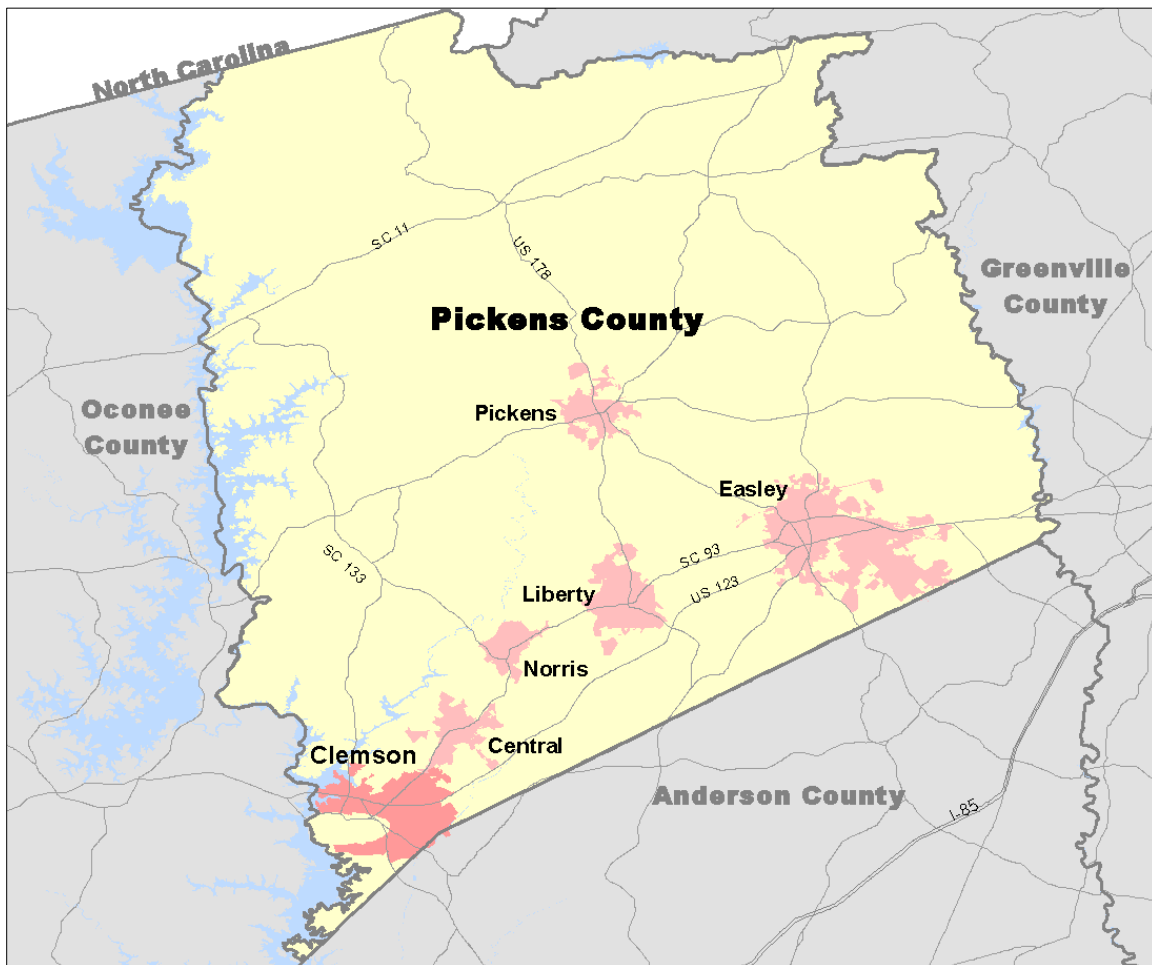 North Carolina
SC 11
US 178
Greenville
County
Pickens County
Oconee
County
Pickens
Easley
SC 93
SC 133
US 123
Liberty
Norris
Central
Clemson
Anderson County
I-85